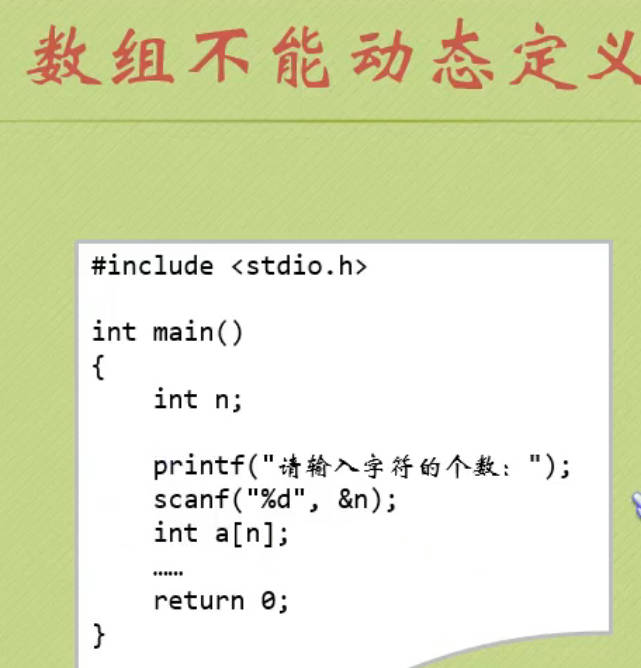 数组不能动态定义
#include <stdio.h>
int main()
{
int n;
printf("请输入字符的个数：");
scanf("%d", &n);
int a[n];
……
return 0;
}